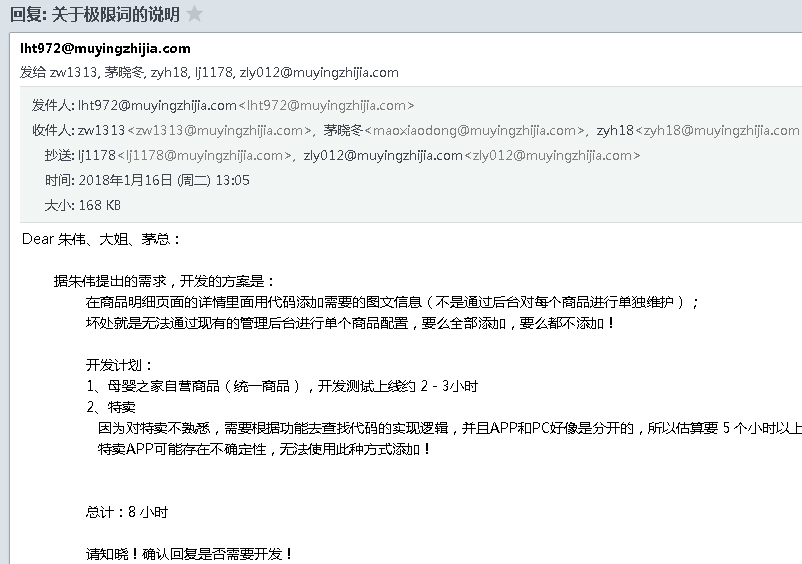 回复: 关于极限词的说明
lht972@muyingzhijia.com
发给 zw1313, 茅晓冬, zyh18, lj1178, zly012@muyingzhijia.com
发件人: lht972@muyingzhijia.com<lht972@muyingzhijia.com>
收件人: zw1313<zw1313@muyingzhijia.com>, 茅晓冬<maoxiaodong@muyingzhijia.com>, zyh18<zyh18@muyingzhijia.com
抄送: lj1178<lj1178@muyingzhijia.com>, zly012@muyingzhijia.com<zly012@muyingzhijia.com>
时间: 2018年1月16日 (周二) 13:05
大小: 168 KB
Dear 朱伟、大姐、茅总：
据朱伟提出的需求，开发的方案是：
在商品明细页面的详情里面用代码添加需要的图文信息（不是通过后台对每个商品进行单独维护）；
坏处就是无法通过现有的管理后台进行单个商品配置，要么全部添加，要么都不添加！
开发计划：
1、母婴之家自营商品（统一商品），开发测试上线约 2 - 3小时
2、特卖
因为对特卖不熟悉，需要根据功能去查找代码的实现逻辑，并且APP和PC好像是分开的，所以估算要 5 个小时以上
特卖APP可能存在不确定性，无法使用此种方式添加！
总计：8 小时
请知晓！确认回复是否需要开发！